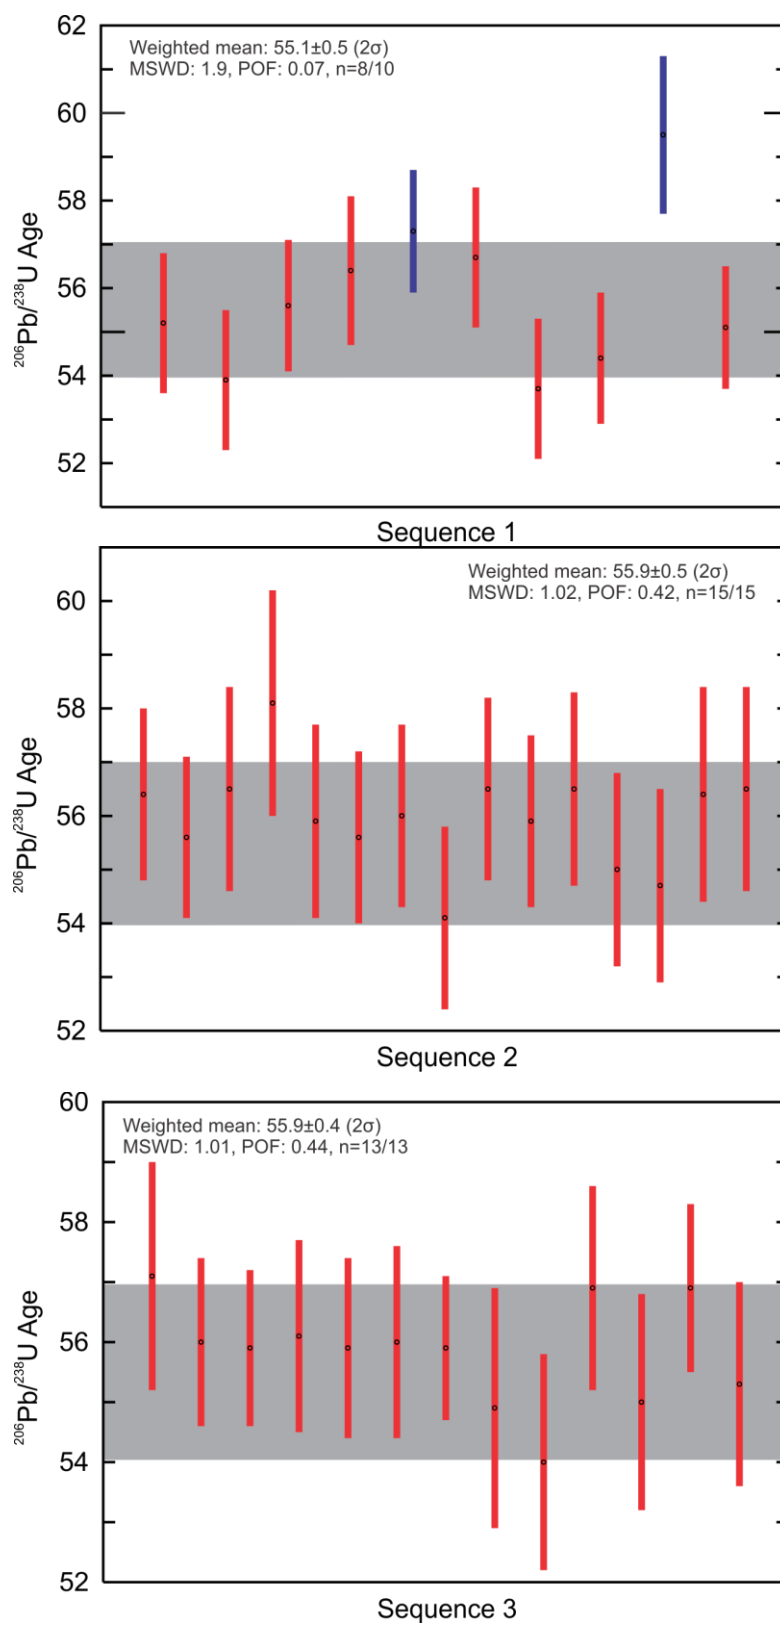 62
Weighted mean: 55.1±0.5 (2σ)
MSWD: 1.9, POF: 0.07, n=8/10
60
58
56
54
52
²⁰⁶Pb/²³⁸U Age
Sequence 1
Weighted mean: 55.9±0.5 (2σ)
MSWD: 1.02, POF: 0.42, n=15/15
60
58
56
54
52
²⁰⁶Pb/²³⁸U Age
Sequence 2
60
Weighted mean: 55.9±0.4 (2σ)
MSWD: 1.01, POF: 0.44, n=13/13
58
56
54
52
²⁰⁶Pb/²³⁸U Age
Sequence 3